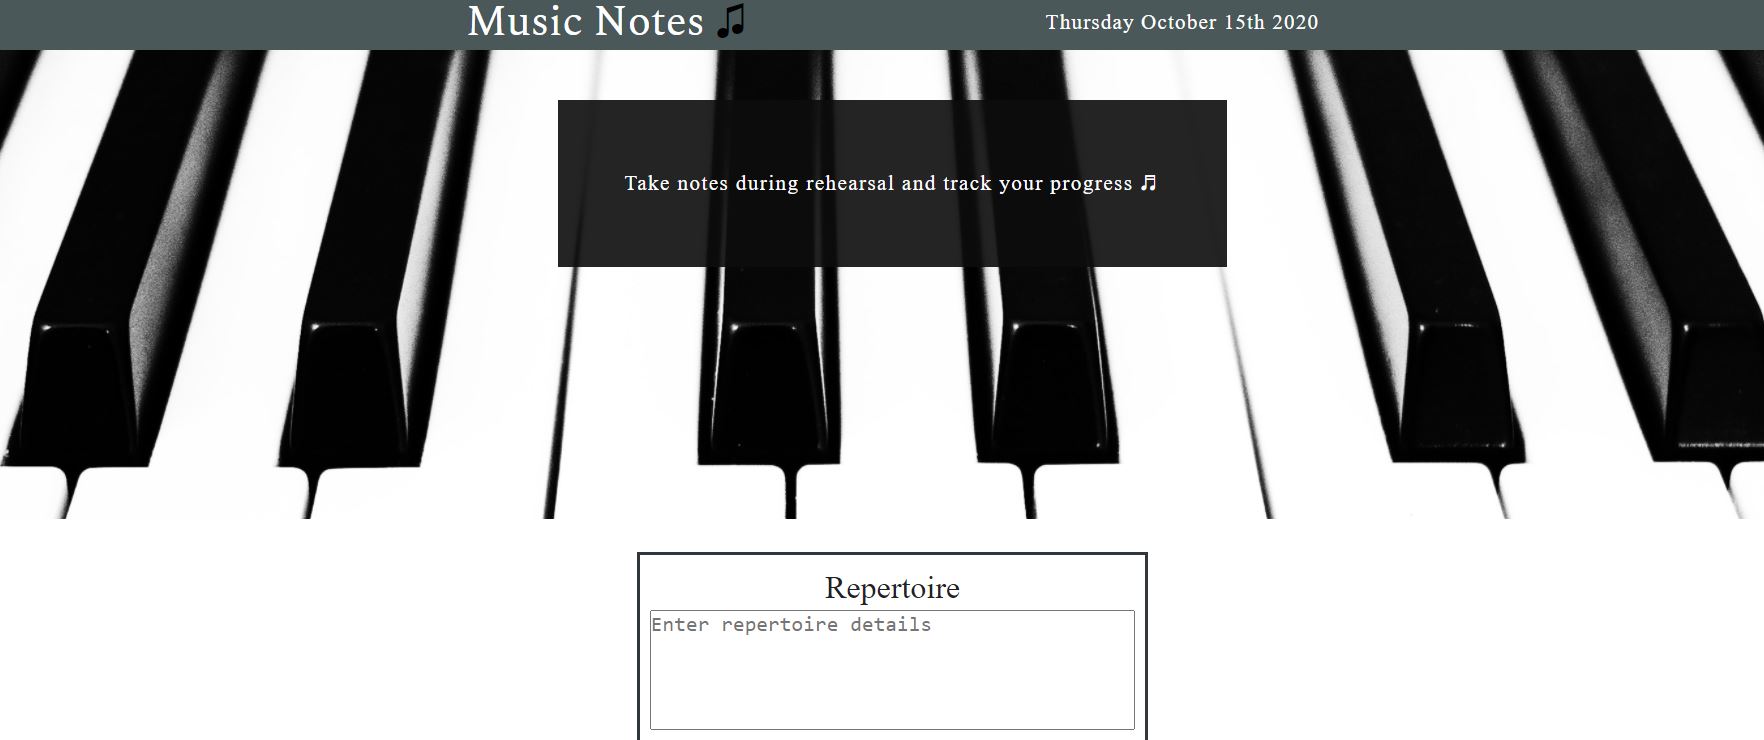 Music Notes ♫
Thursday October 15th 2020
Take notes during rehearsal and track your progress ♬
Repertoire
Enter repertoire details